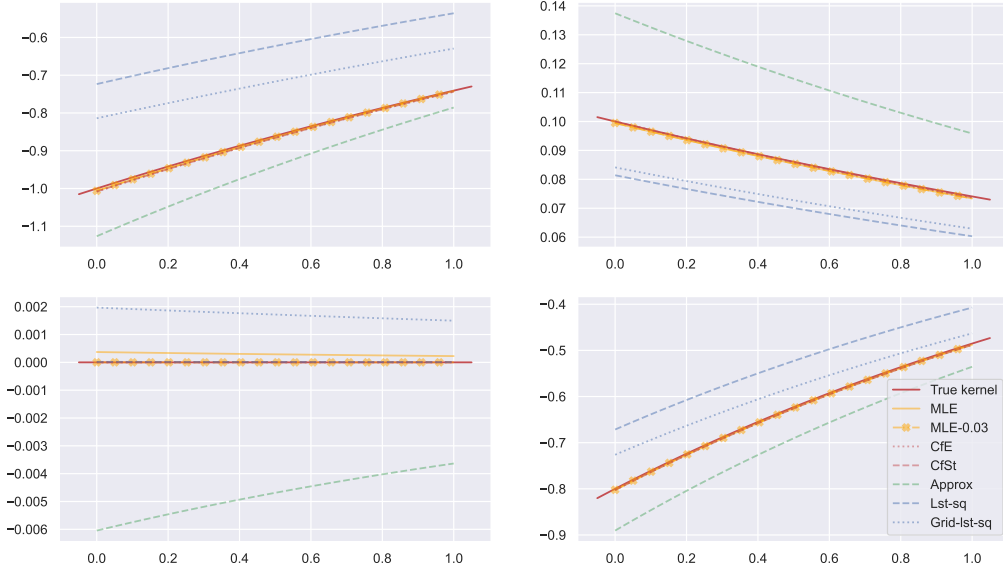 −0.6
−0.7
−0.8
−0.9
−1.0
−1.1
0.0 0.2 0.4 0.6 0.8 1.0
0.14
0.13
0.12
0.11
0.10
0.09
0.08
0.07
0.06
0.0 0.2 0.4 0.6 0.8 1.0
0.002
0.001
0.000
−0.001
−0.002
−0.003
−0.004
−0.005
−0.006
0.0 0.2 0.4 0.6 0.8 1.0
−0.4
−0.5
−0.6
−0.7
−0.8
−0.9
0.0 0.2 0.4 0.6 0.8 1.0
True kernel
MLE
MLE-0.03
CfE
CfSt
Approx
Lst-sq
Grid-lst-sq